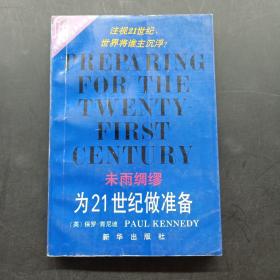 注视21世纪，
世界将谁主沉浮？
PREPARING
FOR THE
TWENTY
FIRST
CENTURY
未雨绸缪
为21世纪做准备
（英）保罗·肯尼迪 PAUL KENNEDY
新华出版社